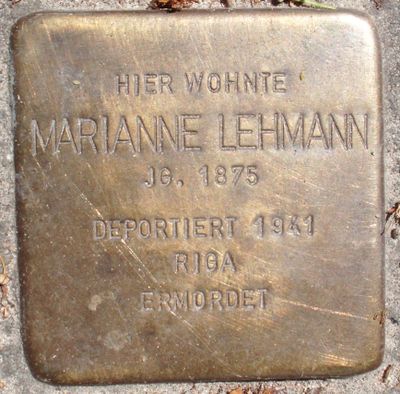 HIER WOHNTE
MARIANNE LEHMANN
JG. 1875
DEPORTIERT 1941
RIGA
ERMORDET